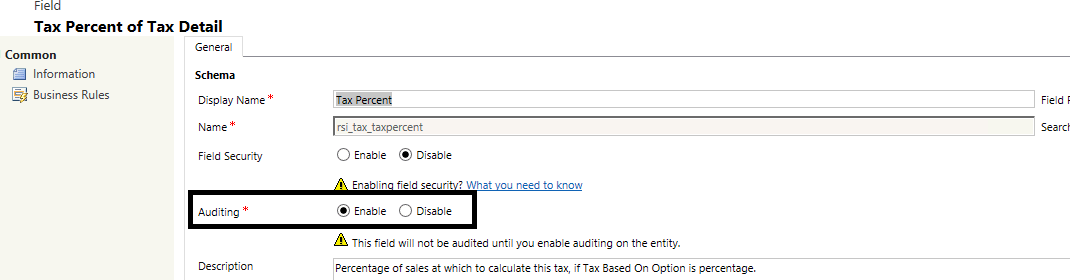 Field
Tax Percent of Tax Detail
Common
Information
Business Rules
General
Schema
Display Name *
Tax Percent
Field
Name *
rsi_tax_taxpercent
Search
Field Security
Enable
Disable
Enabling field security? What you need to know
Auditing *
Enable
Disable
This field will not be audited until you enable auditing on the entity.
Description
Percentage of sales at which to calculate this tax, if Tax Based On Option is percentage.